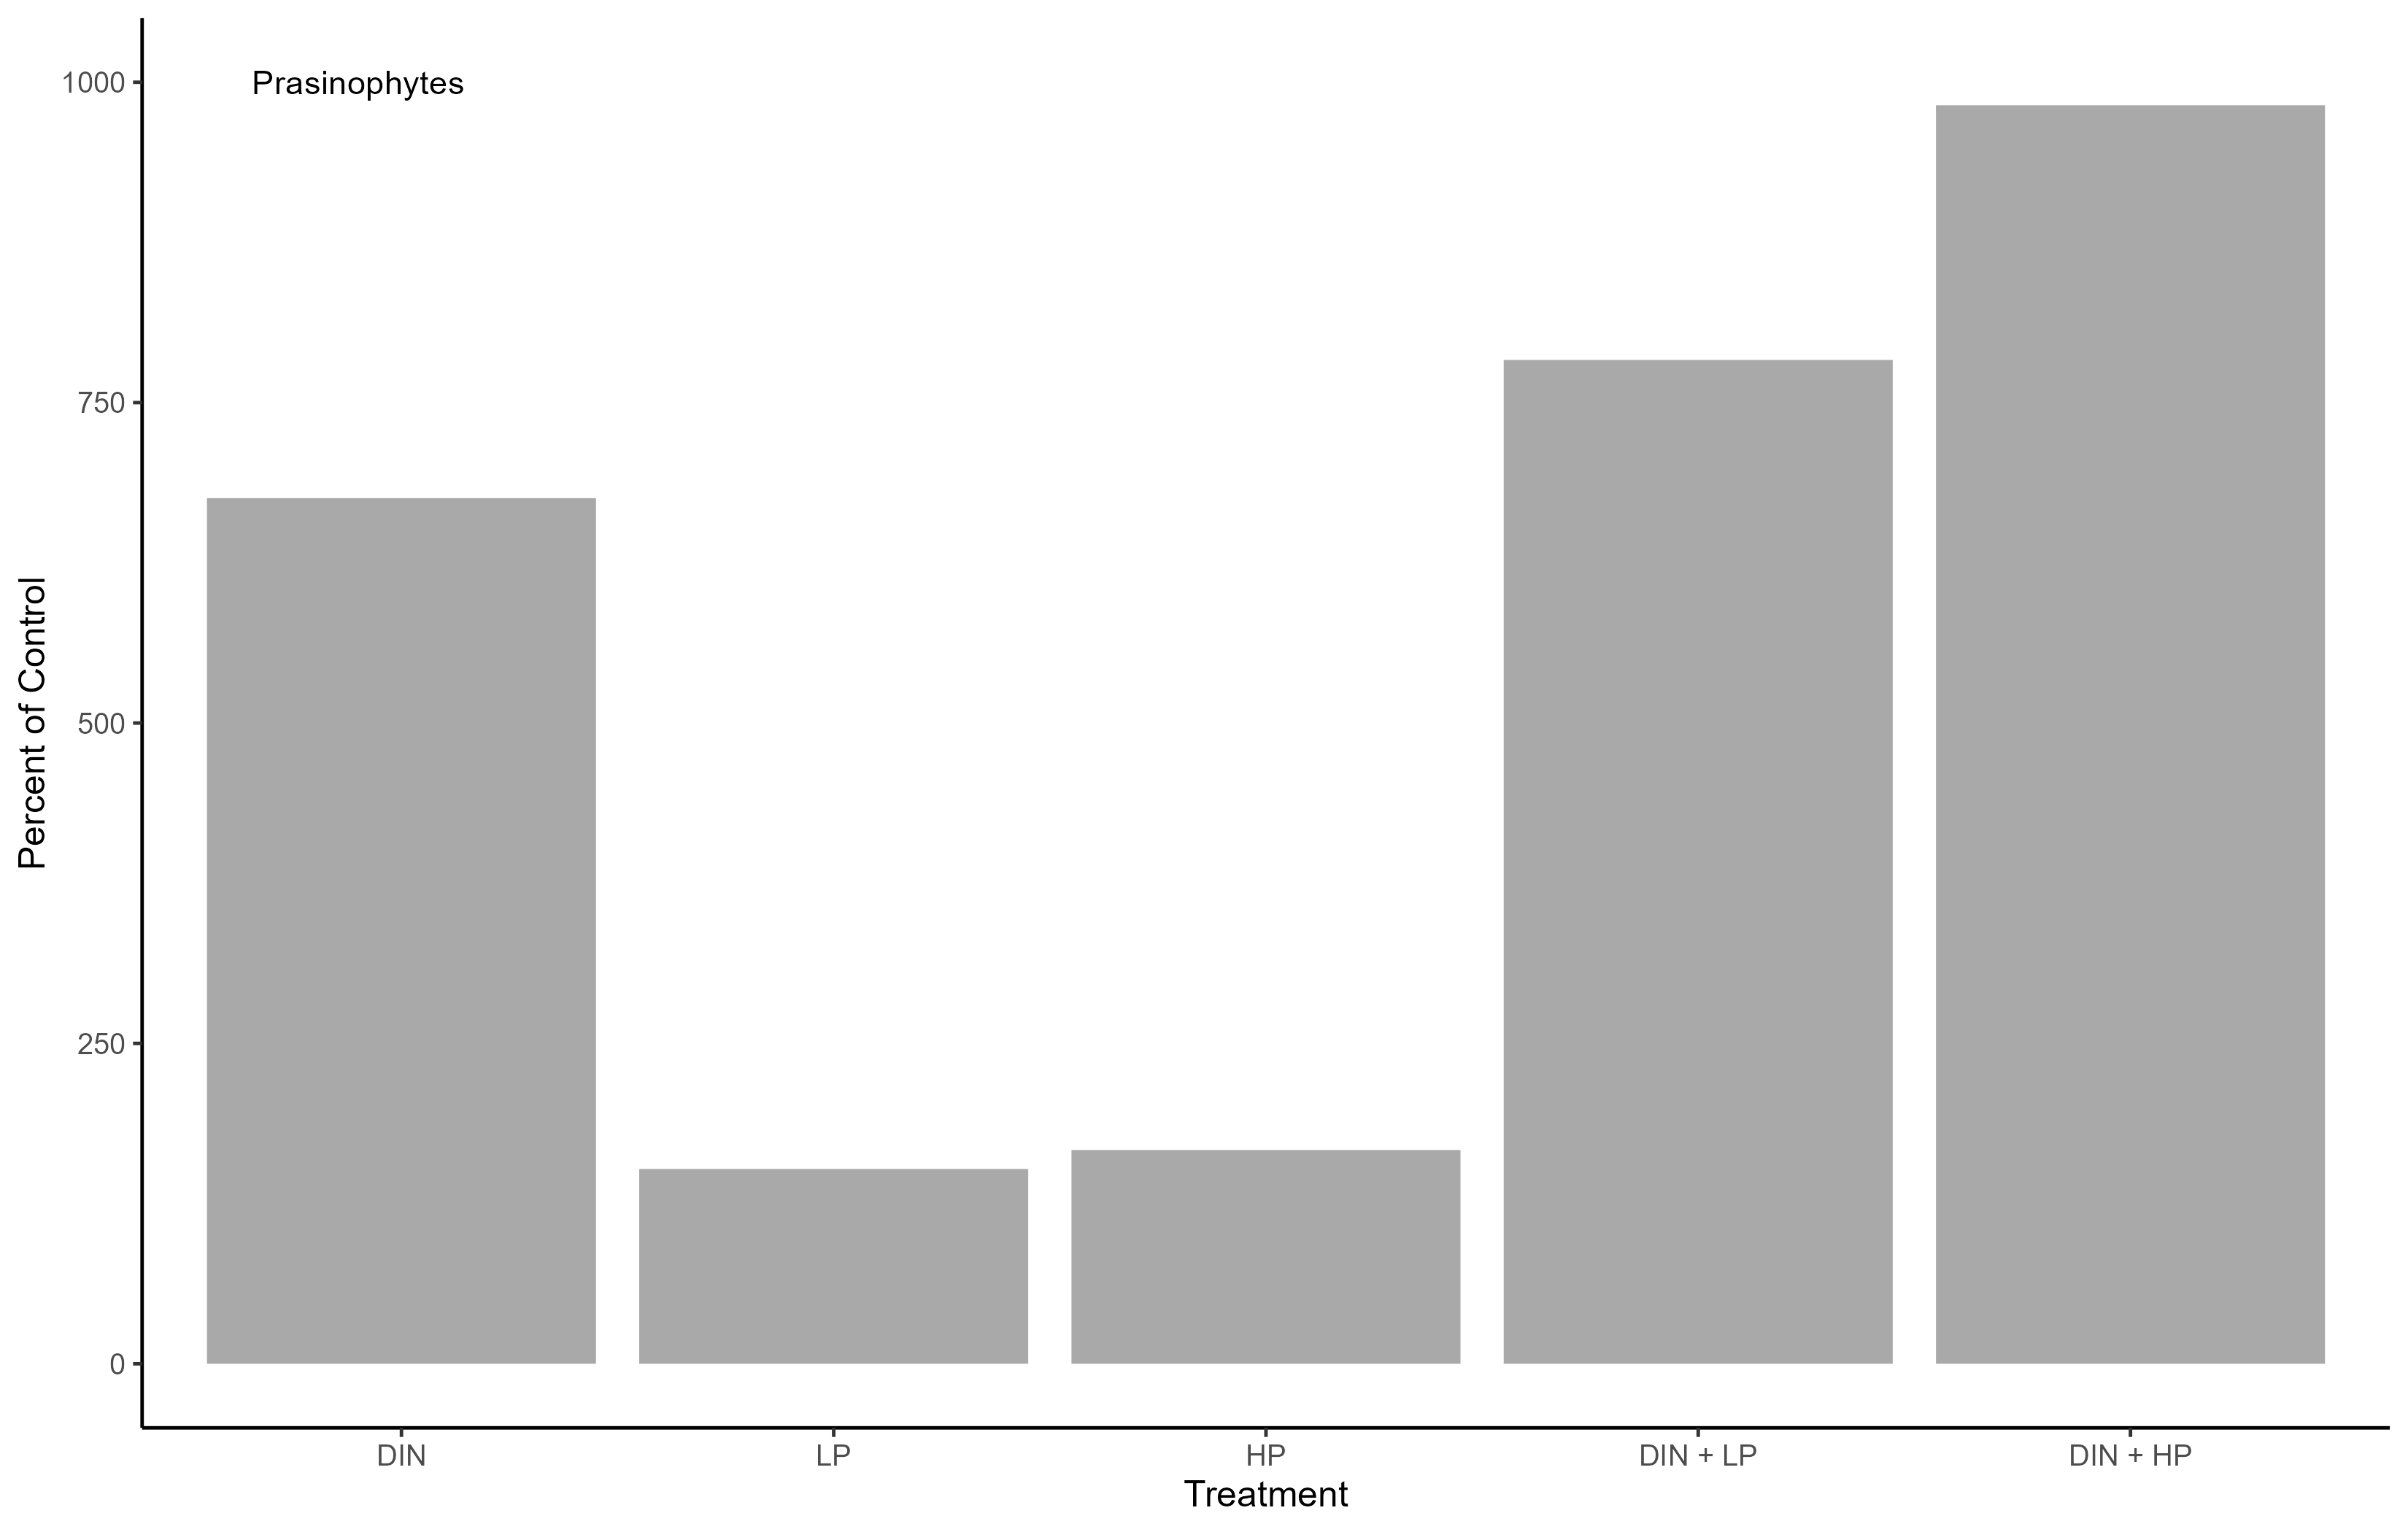 Prasinophytes
1000
750
500
250
0
Percent of Control
DIN LP HP DIN + LP DIN + HP
Treatment